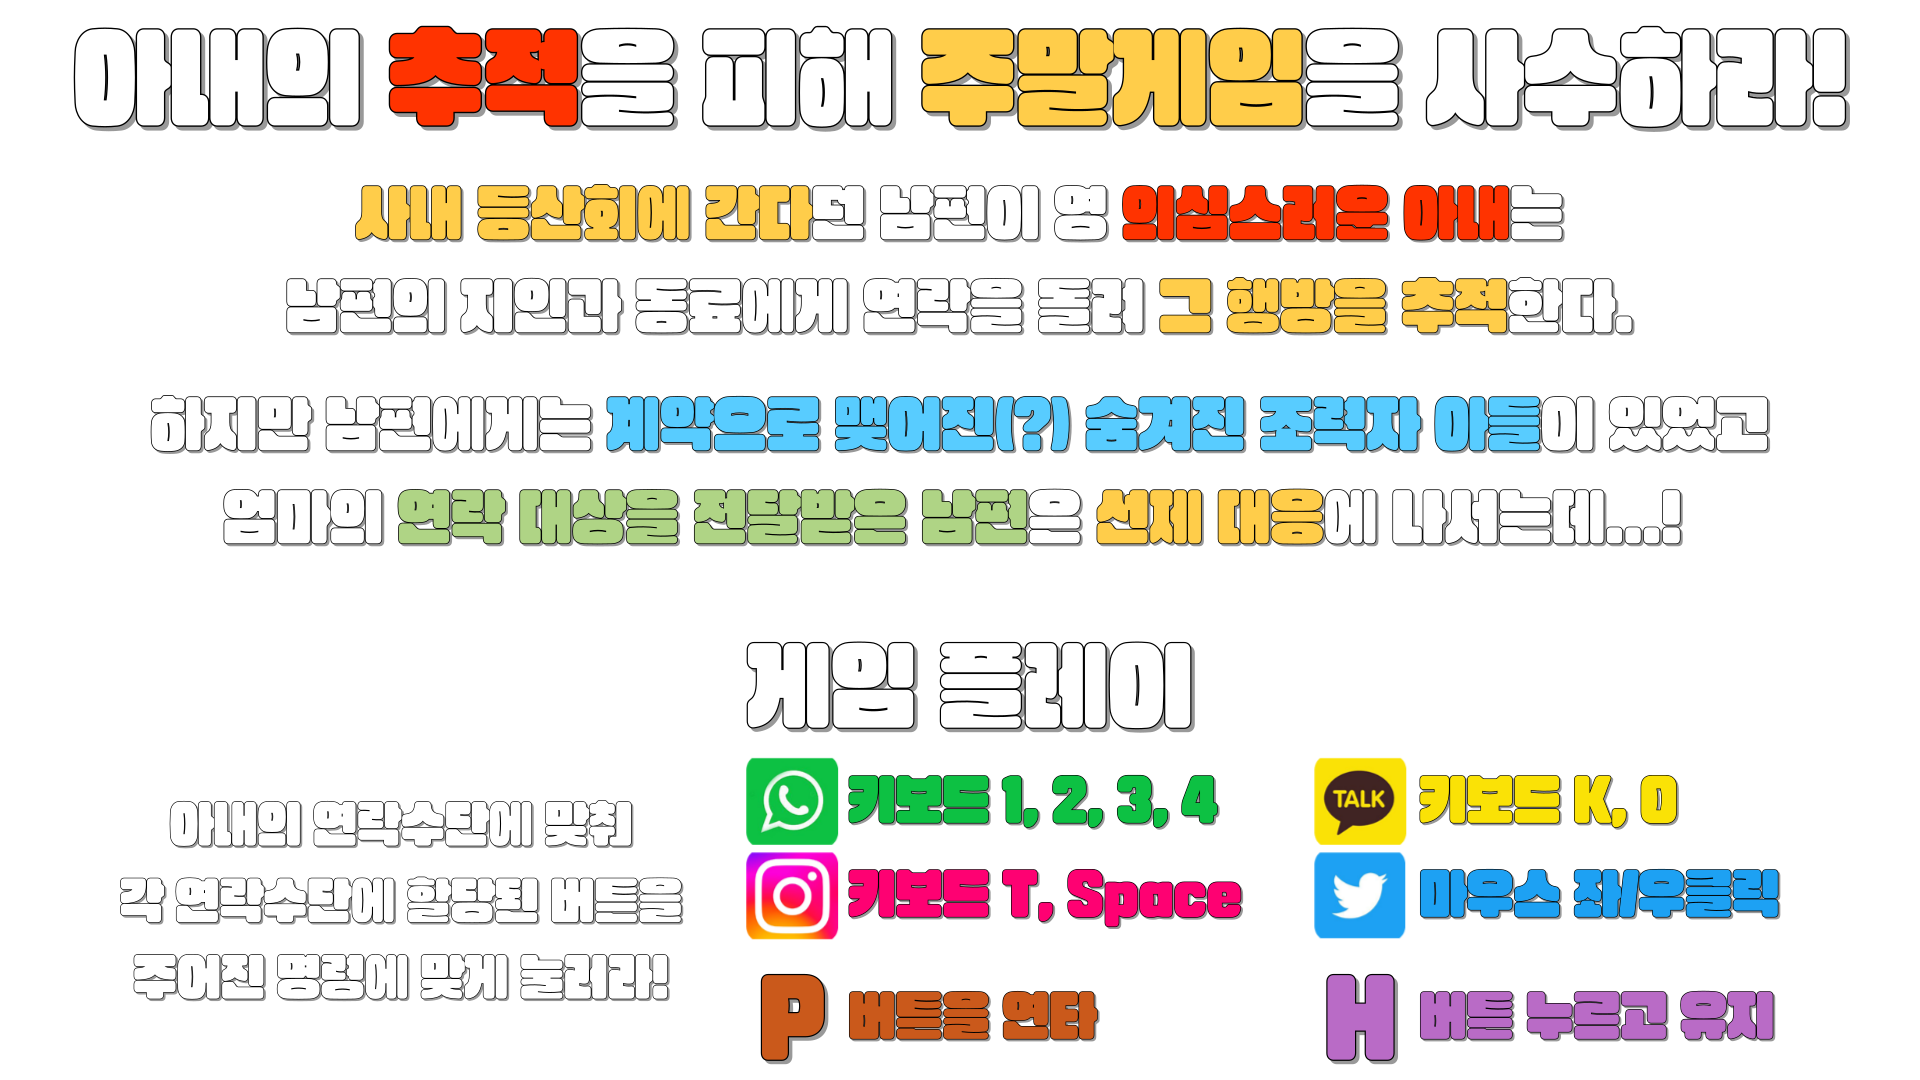 아내의 추적을 피해 주말게임을 사수하라!
사내 등산회에 간다던 남편이 영 의심스러운 아내는
남편의 지인과 동료에게 연락을 돌려 그 행방을 추적한다.
하지만 남편에게는 계약으로 맺어진(?) 숨겨진 조력자 아들이 있었고
엄마의 연락 대상을 전달받은 남편은 선제 대응에 나서는데...!
게임 플레이
아내의 연락수단에 맞춰
각 연락수단에 할당된 버튼을
주어진 명령에 맞게 눌러라!
키보드 1, 2, 3, 4
TALK 키보드 K, O
키보드 T, Space
마우스 좌/우클릭
P 버튼을 연타
H 버튼 누르고 유지